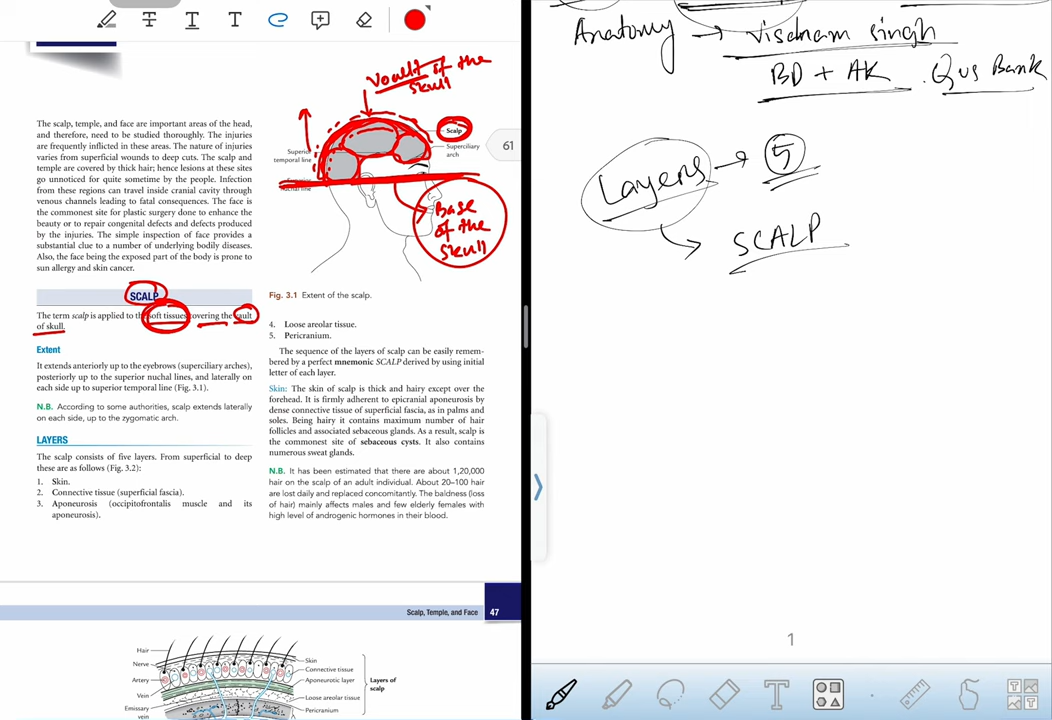 The scalp, temple, and face are important areas of the head,
and therefore, need to be studied thoroughly. The injuries
are frequently inflicted in these areas. The nature of injuries
varies from superficial wounds to deep cuts. The scalp and
temple are covered by thick hair; hence lesions at these sites
go unnoticed for quite sometime by the people. Infection
from these regions can travel inside cranial cavity through
venous channels leading to fatal consequences. The face is
the commonest site for plastic surgery done to enhance the
beauty or to repair congenital defects and defects produced
by the injuries. The simple inspection of face provides a
substantial clue to a number of underlying bodily diseases.
Also, the face being the exposed part of the body is prone to
sun allergy and skin cancer.
SCALP
The term scalp is applied to the soft tissues covering the vault
of skull.
Extent
It extends anteriorly up to the eyebrows (superciliary arches),
posteriorly up to the superior nuchal lines, and laterally on
each side up to superior temporal line (Fig. 3.1).
N.B. According to some authorities, scalp extends laterally
on each side, up to the zygomatic arch.
LAYERS
The scalp consists of five layers. From superficial to deep
these are as follows (Fig. 3.2):
1. Skin.
2. Connective tissue (superficial fascia).
3. Aponeurosis (occipitofrontalis muscle and its
aponeurosis).
Voault of the
skull
Scalp
Superciliary
arch
Superior
temporal line
Superior
nuchal line
Base
of the
skull
61
Fig. 3.1 Extent of the scalp.
4. Loose areolar tissue.
5. Pericranium.
The sequence of the layers of scalp can be easily remem-
bered by a perfect mnemonic SCALP derived by using initial
letter of each layer.
Skin: The skin of scalp is thick and hairy except over the
forehead. It is firmly adherent to epicranial aponeurosis by
dense connective tissue of superficial fascia, as in palms and
soles. Being hairy it contains maximum number of hair
follicles and associated sebaceous glands. As a result, scalp is
the commonest site of sebaceous cysts. It also contains
numerous sweat glands.
N.B. It has been estimated that there are about 1,20,000
hair on the scalp of an adult individual. About 20–100 hair
are lost daily and replaced concomitantly. The baldness (loss
of hair) mainly affects males and few elderly females with
high level of androgenic hormones in their blood.
Scalp, Temple, and Face 47
Hair
Nerve
Artery
Vein
Emissary
vein
Skin
Connective tissue
Aponeurotic layer
Loose areolar tissue
Pericranium
Layers of
scalp
Anatomy → Vishnam Singh
BD + AK . Qus Bank
Layers → 5
SCALP
1
T T T